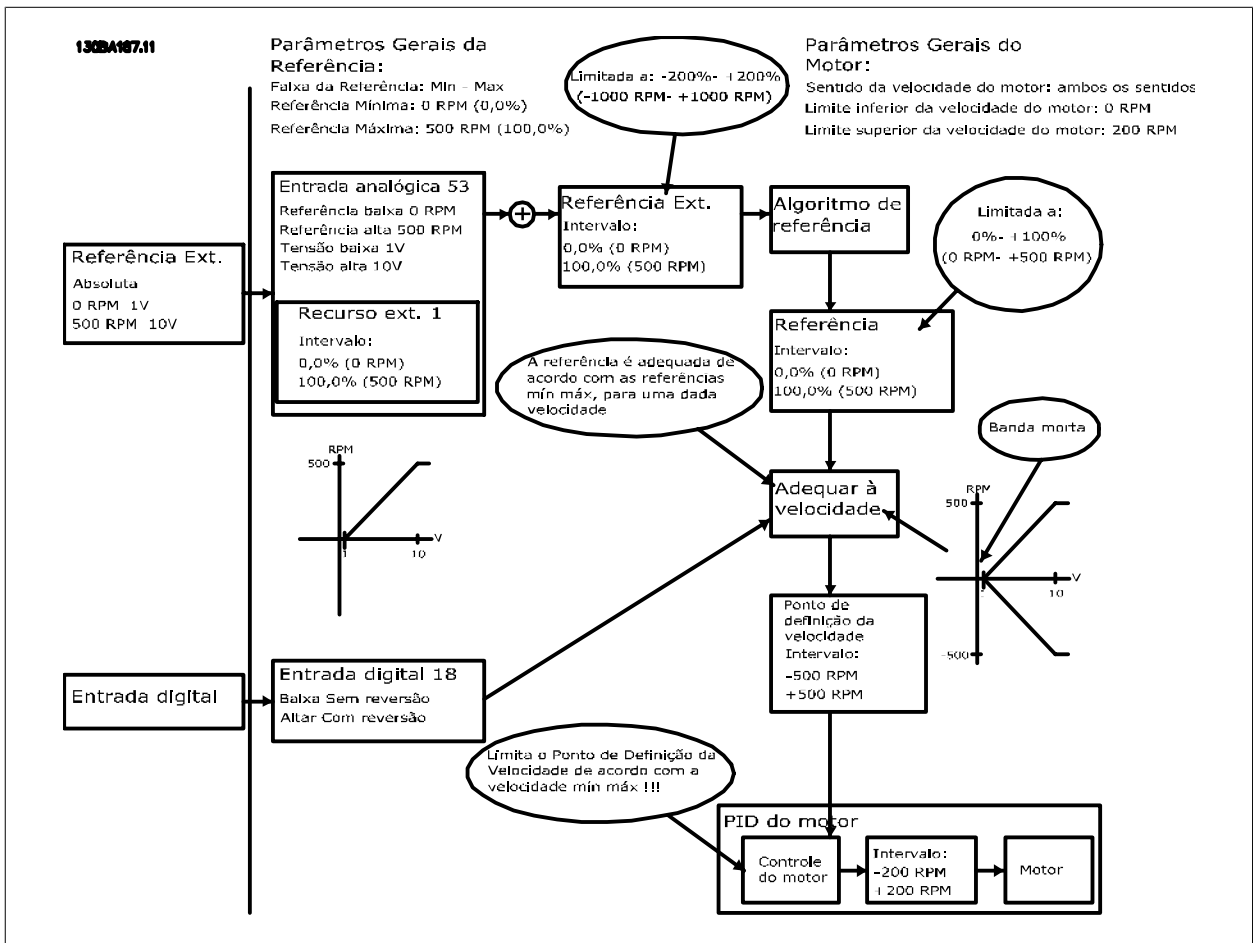 130BA187.11
Parâmetros Gerais da
Referência:
Faixa da Referência: Min - Max
Referência Mínima: 0 RPM (0,0%)
Referência Máxima: 500 RPM (100,0%)
Limitada a: -200%- +200%
(-1000 RPM- +1000 RPM)
Parâmetros Gerais do
Motor:
Sentido da velocidade do motor: ambos os sentidos
Limite inferior da velocidade do motor: 0 RPM
Limite superior da velocidade do motor: 200 RPM
Referência Ext.
Absoluta
0 RPM 1V
500 RPM 10V
Entrada analógica 53
Referência baixa 0 RPM
Referência alta 500 RPM
Tensão baixa 1V
Tensão alta 10V
Recurso ext. 1
Intervalo:
0,0% (0 RPM)
100,0% (500 RPM)
Referência Ext.
Intervalo:
0,0% (0 RPM)
100,0% (500 RPM)
Algoritmo de
referência
Limitada a:
0%- +100%
(0 RPM- +500 RPM)
Referência
Intervalo:
0,0% (0 RPM)
100,0% (500 RPM)
A referência é adequada de
acordo com as referências
mín máx, para uma dada
velocidade
Banda morta
RPM
500
1
10
V
Adequar à
velocidade
RPM
500
1
10
V
-500
Ponto de
definição da
velocidade
Intervalo:
-500 RPM
+500 RPM
Entrada digital
Entrada digital 18
Baixa Sem reversão
Altar Com reversão
Limita o Ponto de Definição da
Velocidade de acordo com a
velocidade mín máx !!!
PID do motor
Controle
do motor
Intervalo:
-200 RPM
+200 RPM
Motor